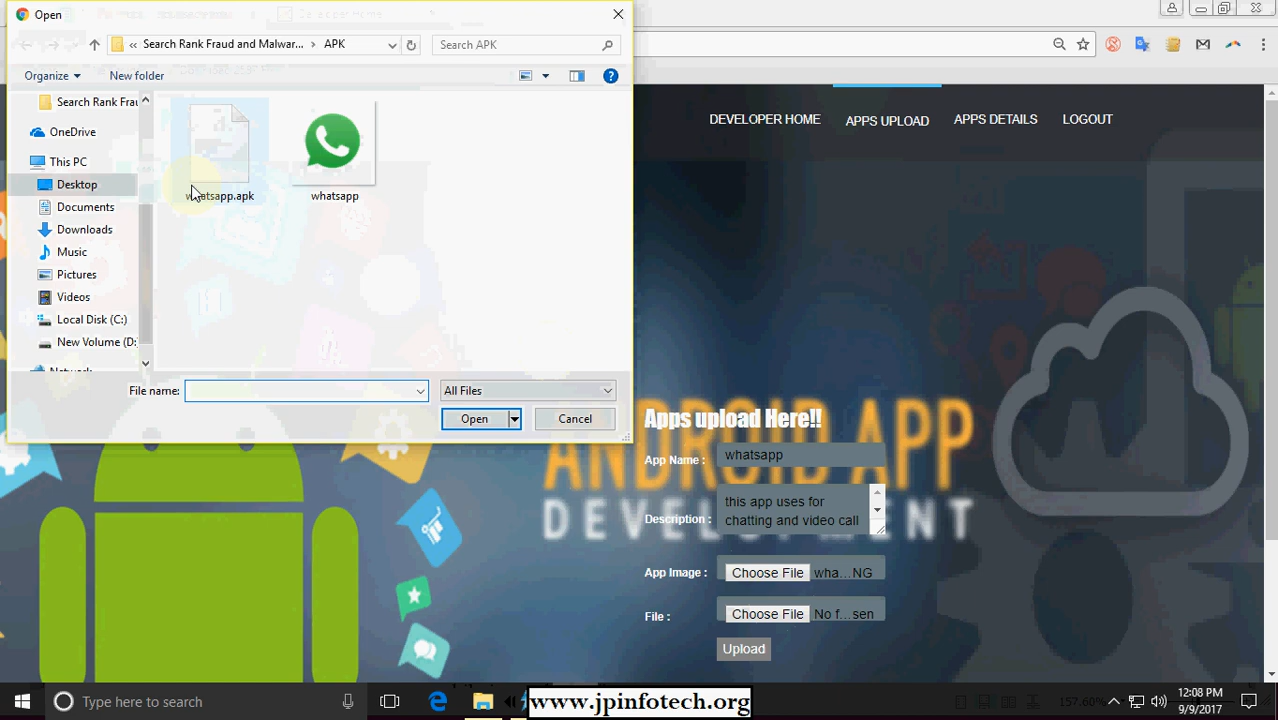 Open
Search Rank Fraud and Malwar... › APK
Search APK
Organize
New folder
Search Rank Frau
OneDrive
This PC
Desktop
Documents
Downloads
Music
Pictures
Videos
Local Disk (C:)
New Volume (D:
Network
whatsapp.apk
whatsapp
File name:
All Files
Open
Cancel
DEVELOPER HOME
APPS UPLOAD
APPS DETAILS
LOGOUT
ANDROID APP
DEVELOPMENT
Apps upload Here!!
App Name :
whatsapp
Description :
this app uses for
chatting and video call
App Image :
Choose File wha...NG
File :
Choose File No f...sen
Upload
Type here to search
www.jpinfotech.org
157.60%
12:08 PM
9/9/2017